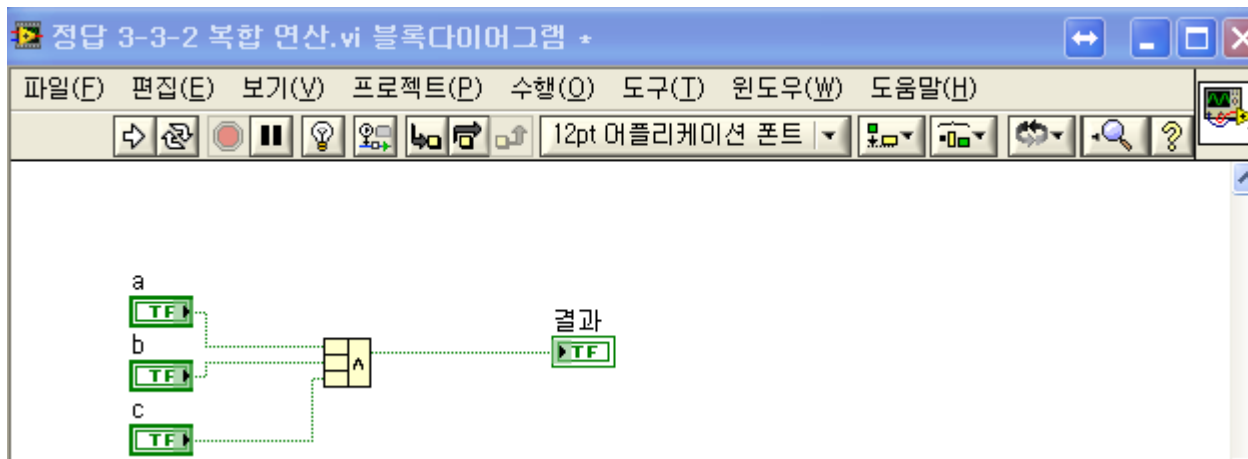 정답 3-3-2 복합 연산.vi 블록다이어그램 *
파일(F) 편집(E) 보기(V) 프로젝트(P) 수행(O) 도구(T) 윈도우(W) 도움말(H)
12pt 어플리케이션 폰트
a
TF
결과
b
TF
TF
∧
c
TF